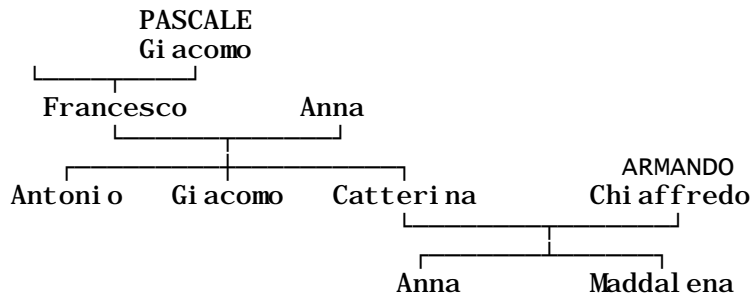 PASCALE
Giacomo
Francesco Anna
ARMANDO
Antonio Giacomo Catterina Chiaffredo
Anna Maddalena